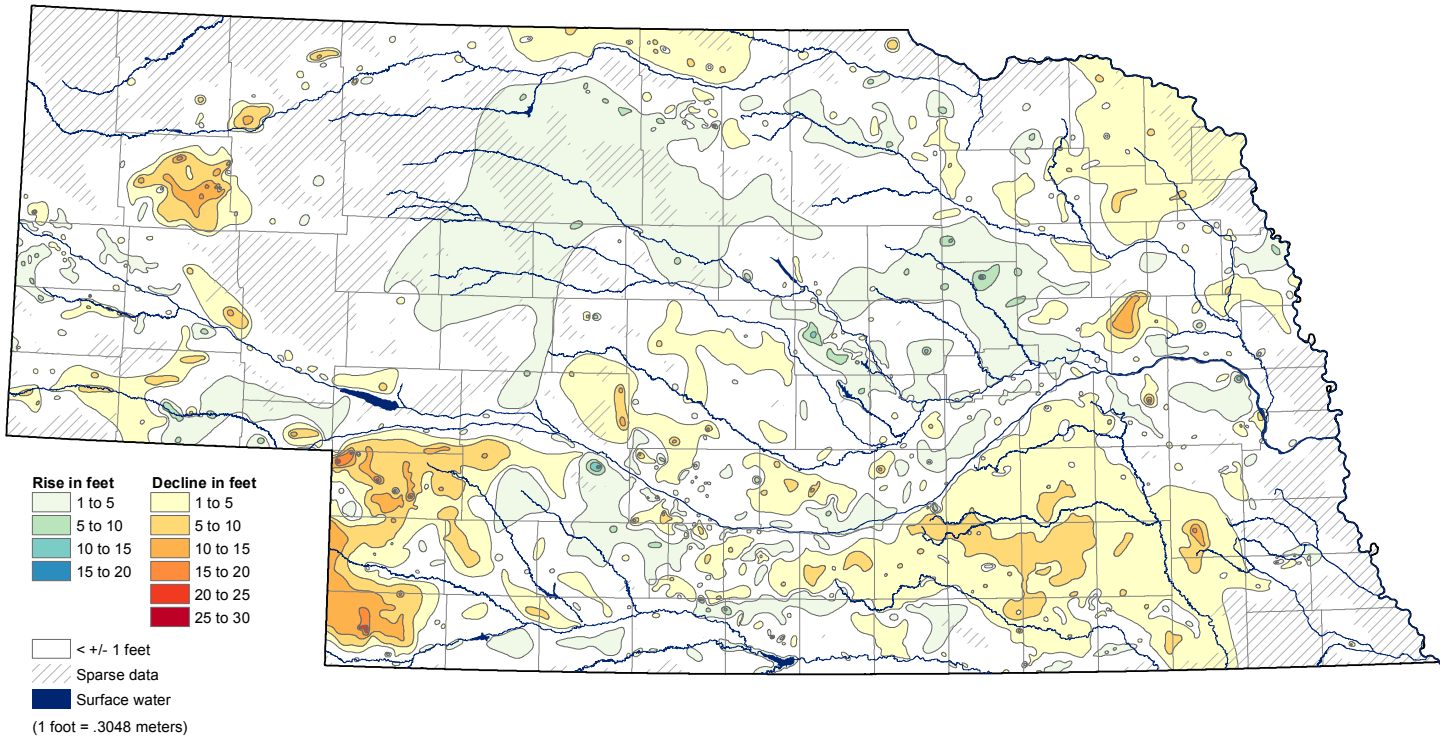 Rise in feet
1 to 5
5 to 10
10 to 15
15 to 20
Decline in feet
1 to 5
5 to 10
10 to 15
15 to 20
20 to 25
25 to 30
< +/- 1 feet
Sparse data
Surface water
(1 foot = .3048 meters)